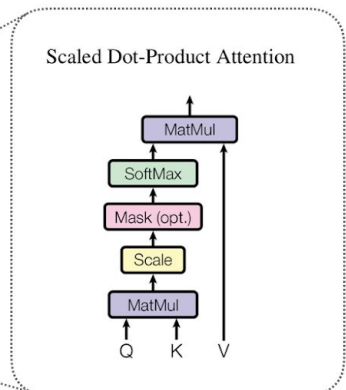 Scaled Dot-Product Attention
MatMul
SoftMax
Mask (opt.)
Scale
MatMul
Q K V